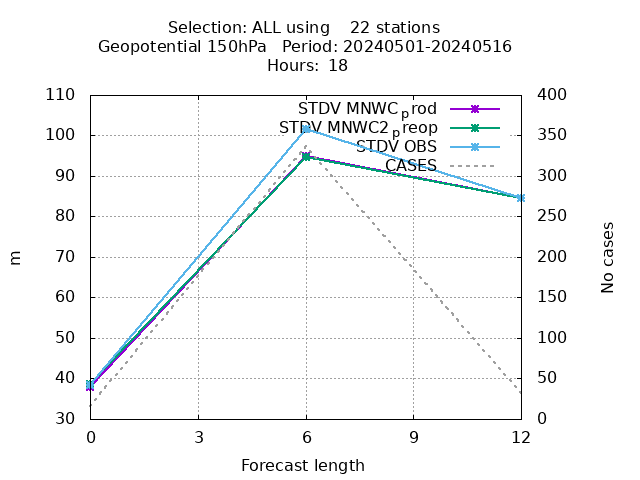 Selection: ALL using    22 stations
Geopotential 150hPa   Period: 20240501-20240516
Hours:  18
STDV MNWCprod
STDV MNWC2preop
STDV OBS
CASES
110
100
90
80
70
60
50
40
30
m
400
350
300
250
200
150
100
50
0
No cases
0 3 6 9 12
Forecast length